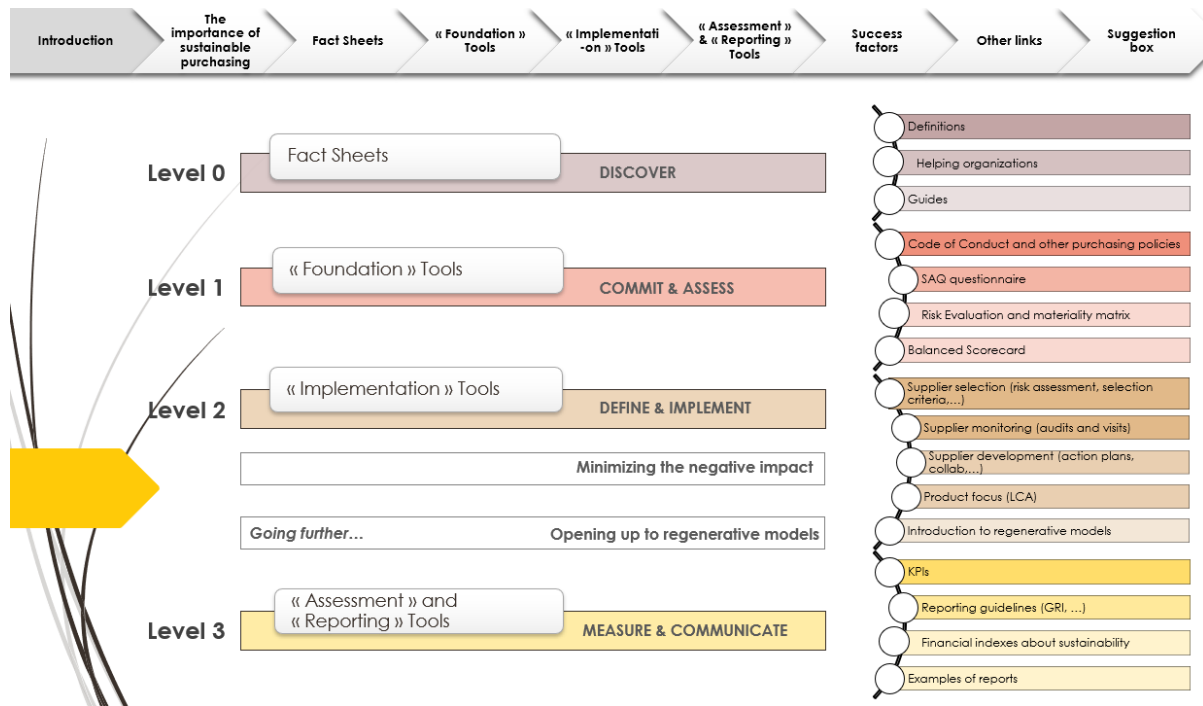 Introduction
The
importance of
sustainable
purchasing
Fact Sheets
« Foundation »
Tools
« Implementati
-on » Tools
« Assessment »
& « Reporting »
Tools
Success
factors
Other links
Suggestion
box
Level 0
Fact Sheets
DISCOVER
Level 1
« Foundation » Tools
COMMIT & ASSESS
Level 2
« Implementation » Tools
DEFINE & IMPLEMENT
Minimizing the negative impact
Going further…
Opening up to regenerative models
Level 3
« Assessment » and
« Reporting » Tools
MEASURE & COMMUNICATE
Definitions
Helping organizations
Guides
Code of Conduct and other purchasing policies
SAQ questionnaire
Risk Evaluation and materiality matrix
Balanced Scorecard
Supplier selection (risk assessment, selection
criteria,…)
Supplier monitoring (audits and visits)
Supplier development (action plans,
collab,…)
Product focus (LCA)
Introduction to regenerative models
KPIs
Reporting guidelines (GRI, …)
Financial indexes about sustainability
Examples of reports